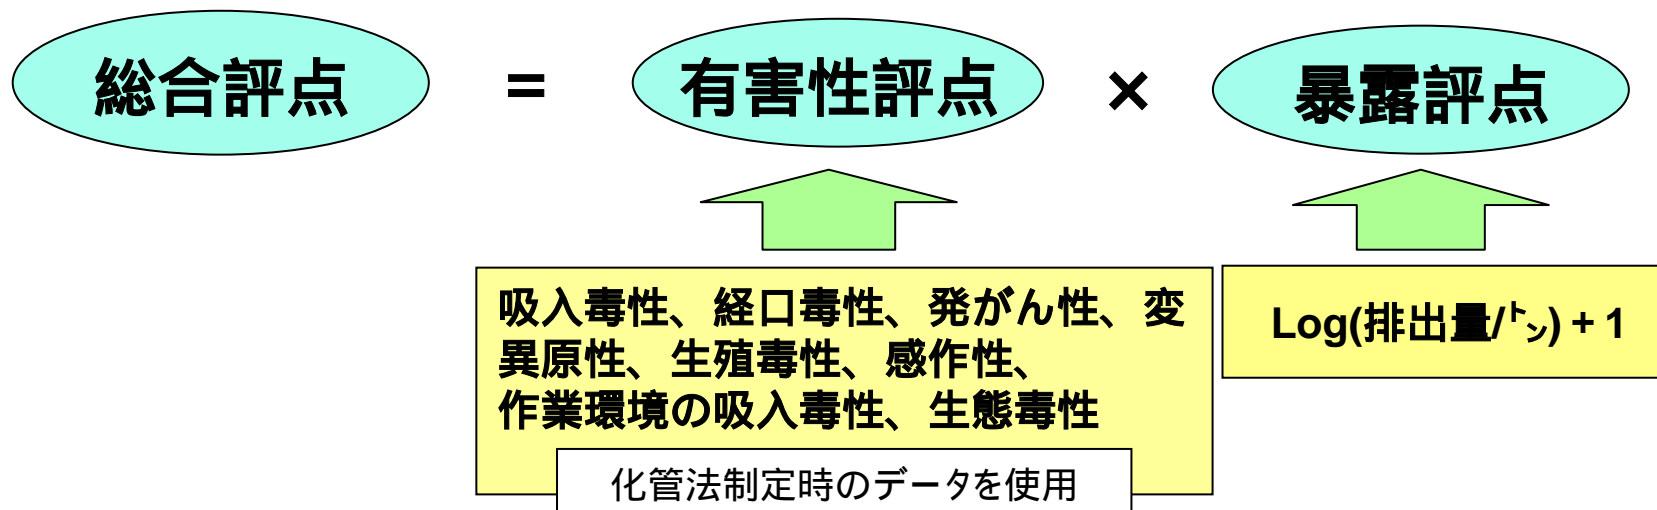 総合評点 = 有害性評点 × 暴露評点
吸入毒性、経口毒性、発がん性、変
異原性、生殖毒性、感作性、
作業環境の吸入毒性、生態毒性
化管法制定時のデータを使用
Log(排出量/トン) + 1